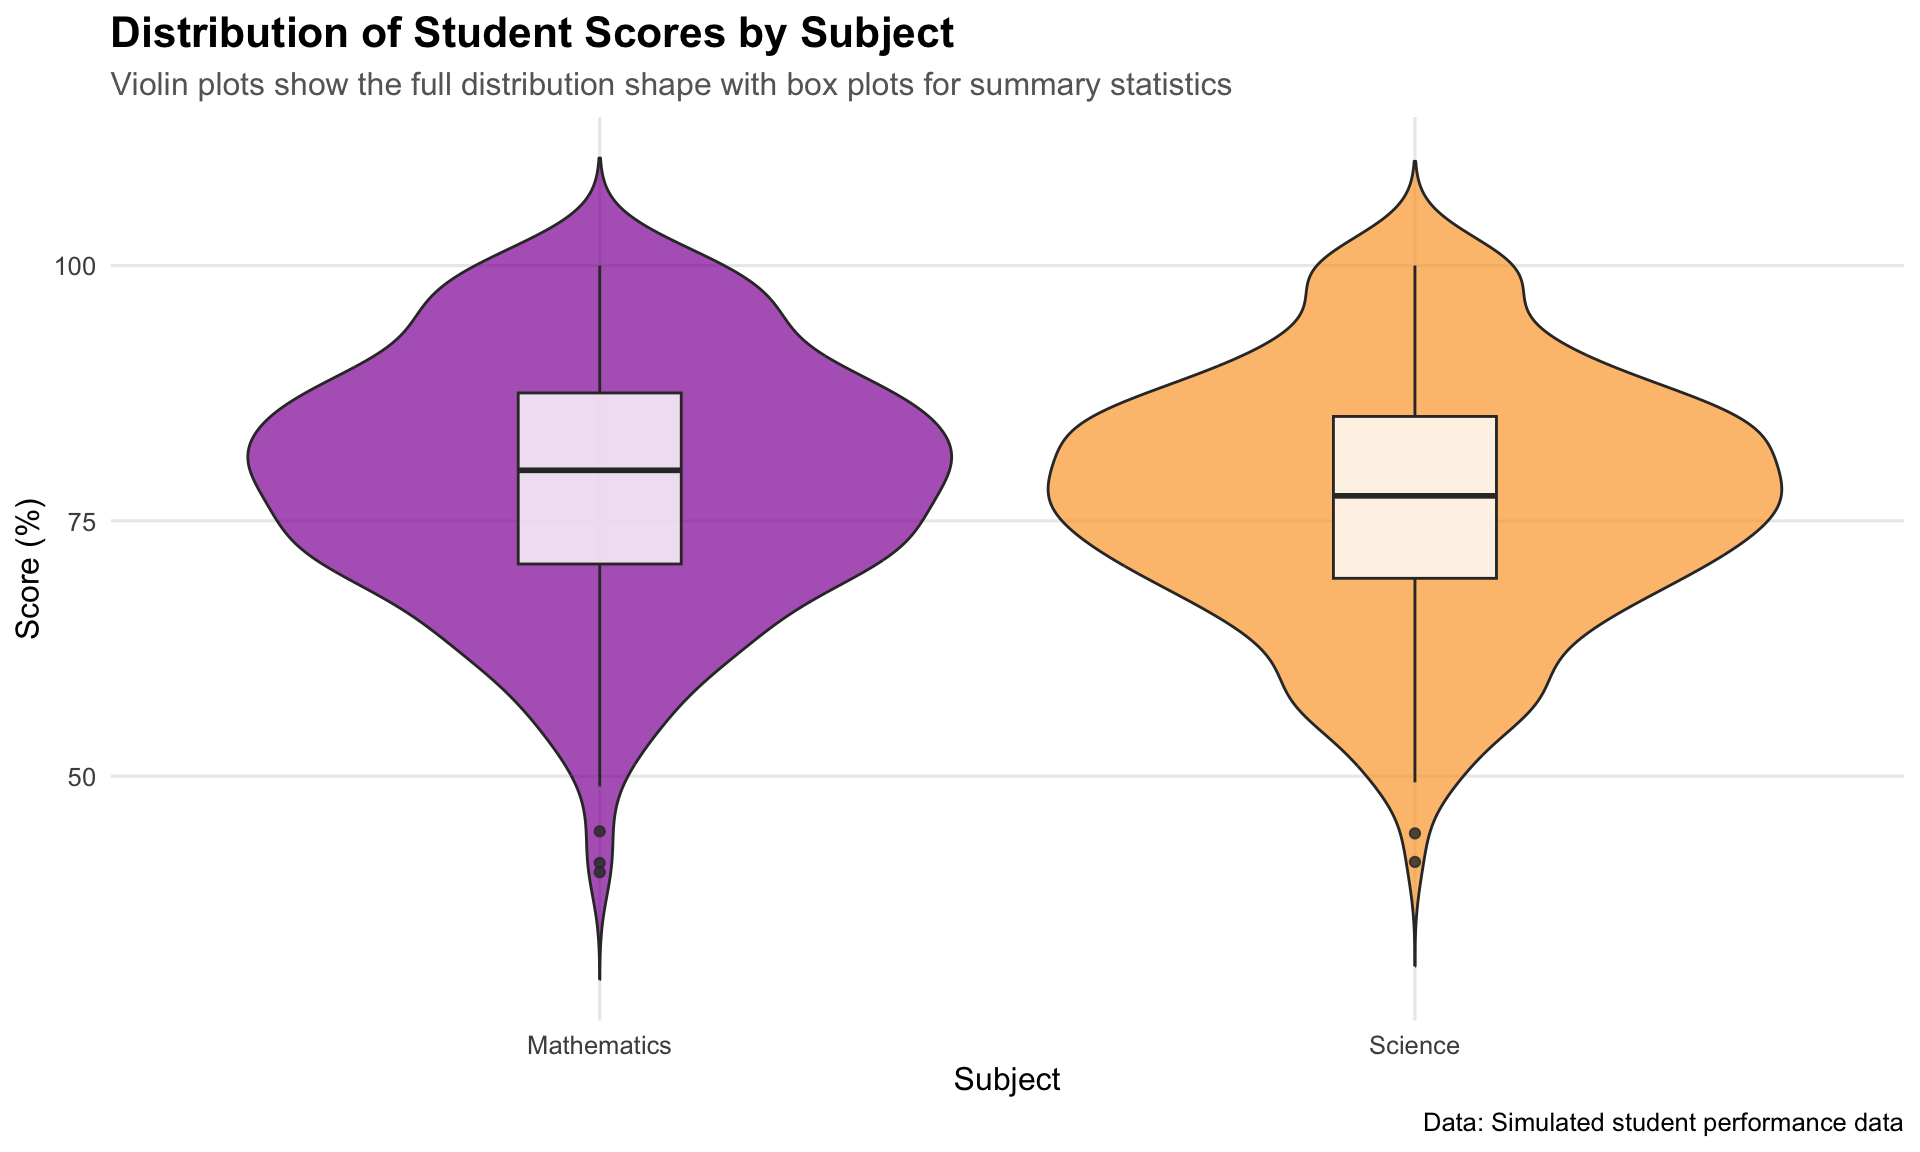 Distribution of Student Scores by Subject
Violin plots show the full distribution shape with box plots for summary statistics
Score (%)
100
75
50
Mathematics
Science
Subject
Data: Simulated student performance data